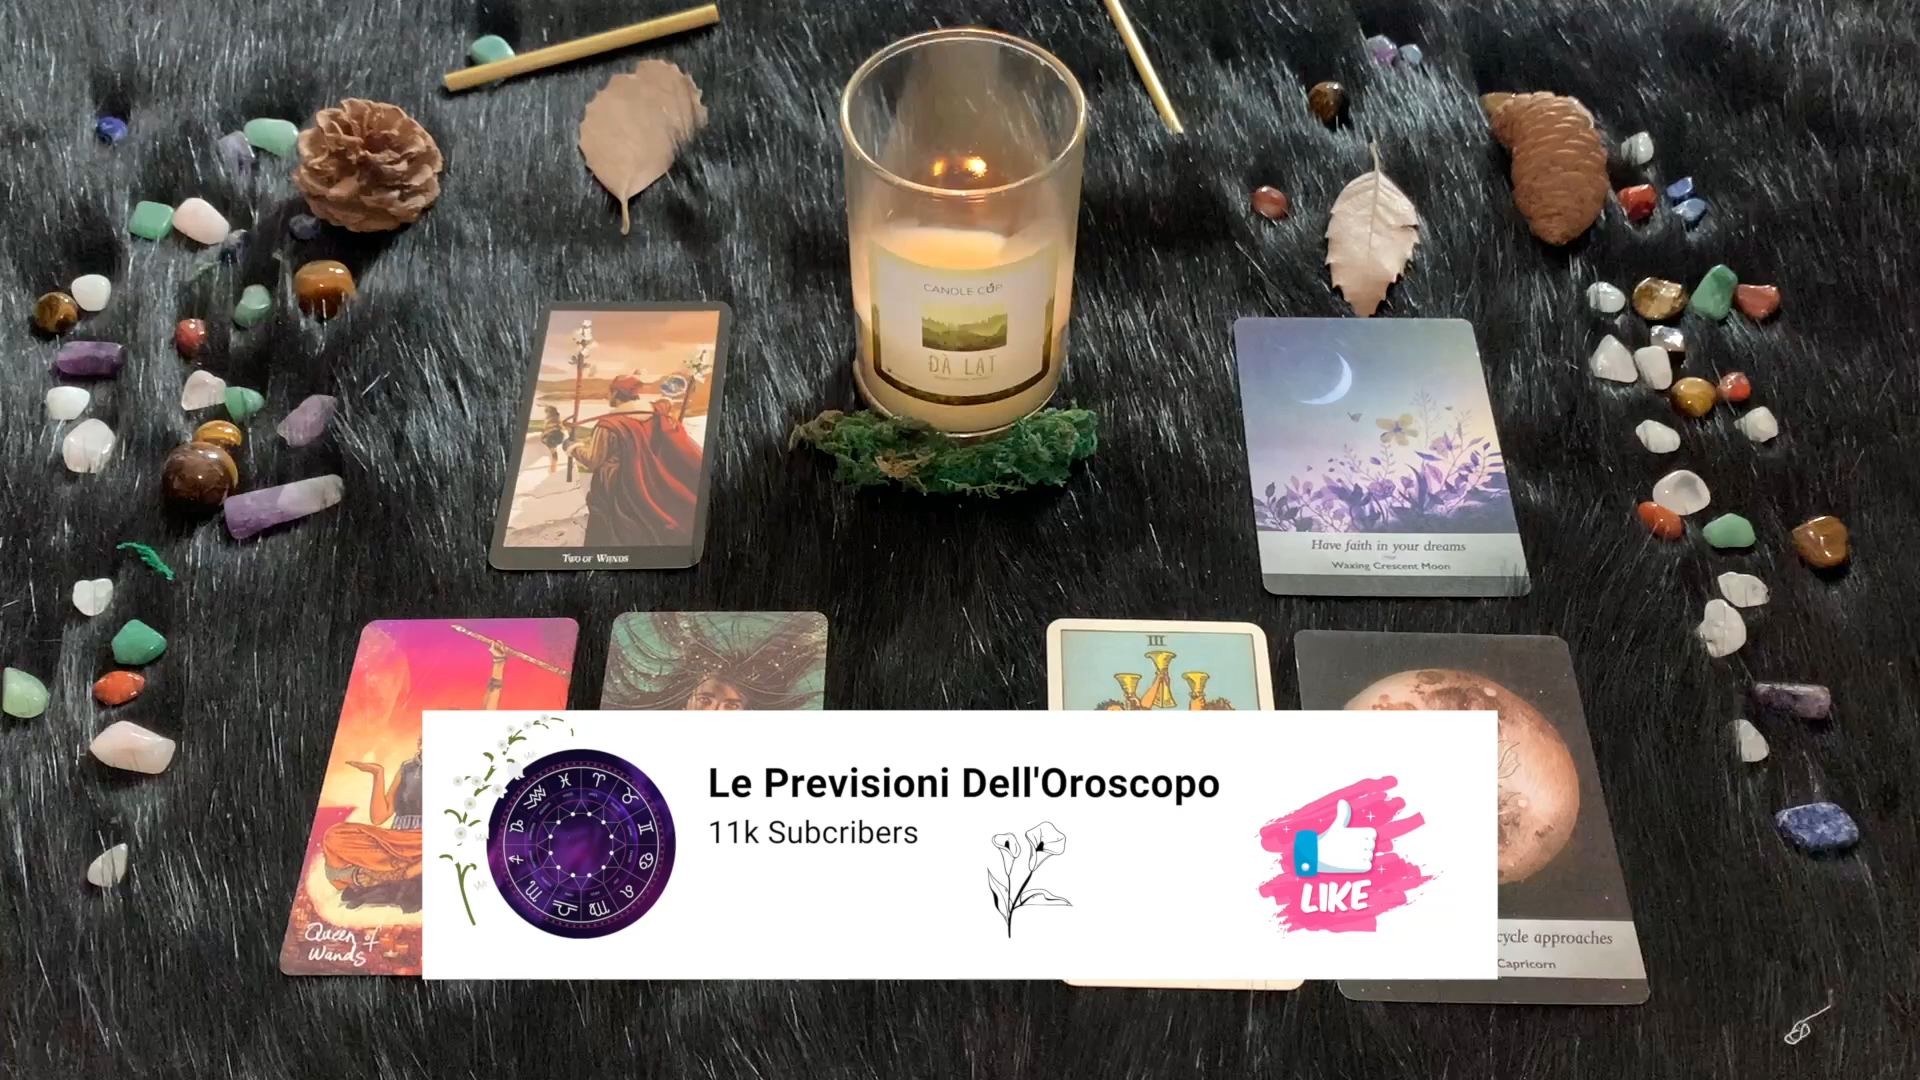 CANDLE CUP
ĐÀ LẠT
TWO OF WANDS
Have faith in your dreams
Waxing Crescent Moon
III
Le Previsioni Dell'Oroscopo
11k Subcribers
LIKE
Queen of
Wands
cycle approaches
Capricorn